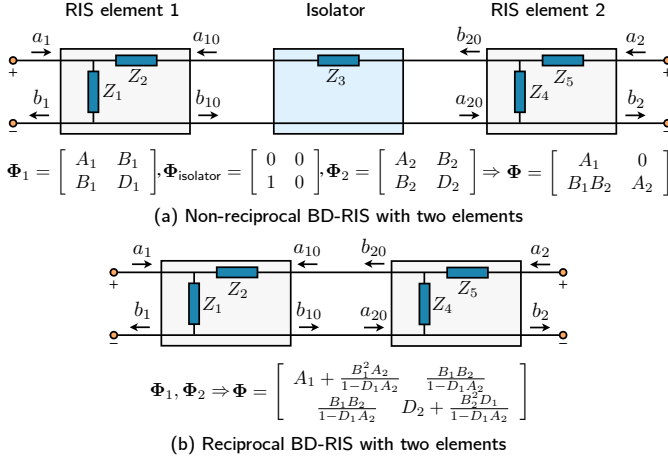 RIS element 1 Isolator RIS element 2
a₁ a₁₀ b₂₀ a₂
+ Z₂ Z₃ Z₅ +
Z₁ Z₄
b₁ b₁₀ a₂₀ b₂
− −
Φ₁ = [ A₁ B₁ ; B₁ D₁ ], Φ_isolator = [ 0 0 ; 1 0 ], Φ₂ = [ A₂ B₂ ; B₂ D₂ ] ⇒ Φ = [ A₁ 0 ; B₁B₂ A₂ ]
(a) Non-reciprocal BD-RIS with two elements
a₁ a₁₀ b₂₀ a₂
+ Z₂ Z₅ +
Z₁ Z₄
b₁ b₁₀ a₂₀ b₂
− −
Φ₁, Φ₂ ⇒ Φ = [ A₁ + B₁²A₂/(1−D₁A₂) B₁B₂/(1−D₁A₂) ; B₁B₂/(1−D₁A₂) D₂ + B₂²D₁/(1−D₁A₂) ]
(b) Reciprocal BD-RIS with two elements